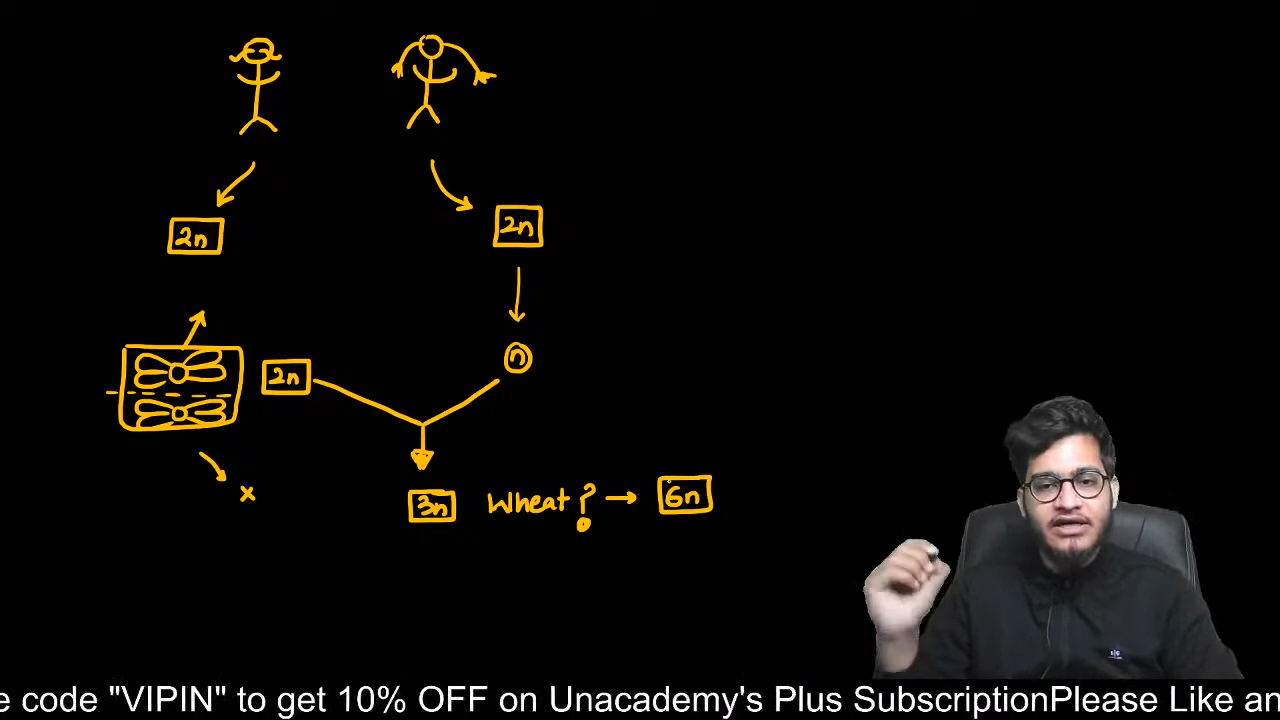 2n
2n
n
2n
3n Wheat ? → 6n
x
e code "VIPIN" to get 10% OFF on Unacademy's Plus SubscriptionPlease Like an